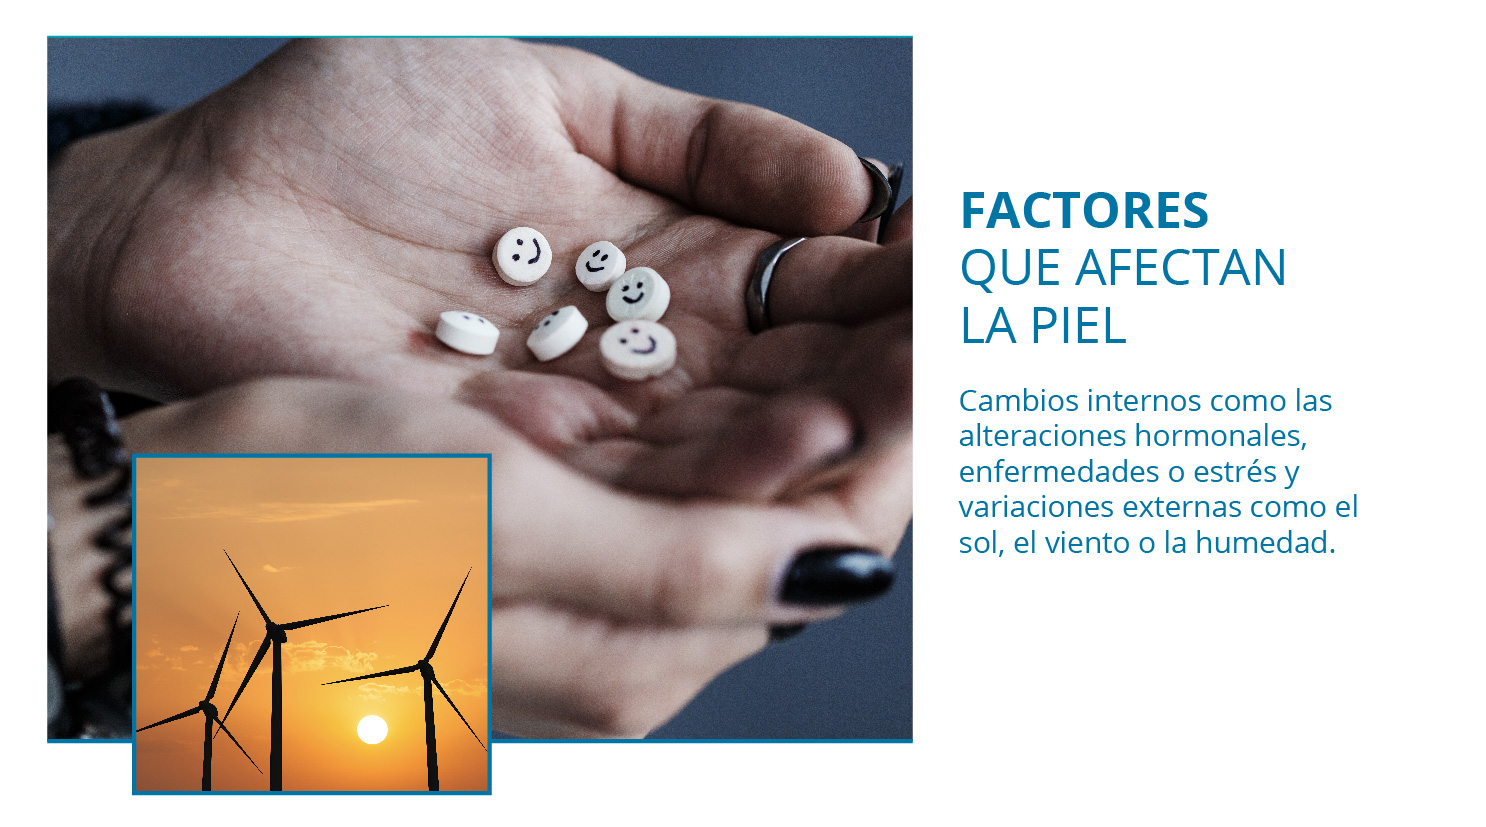 FACTORES
QUE AFECTAN
LA PIEL
Cambios internos como las
alteraciones hormonales,
enfermedades o estrés y
variaciones externas como el
sol, el viento o la humedad.